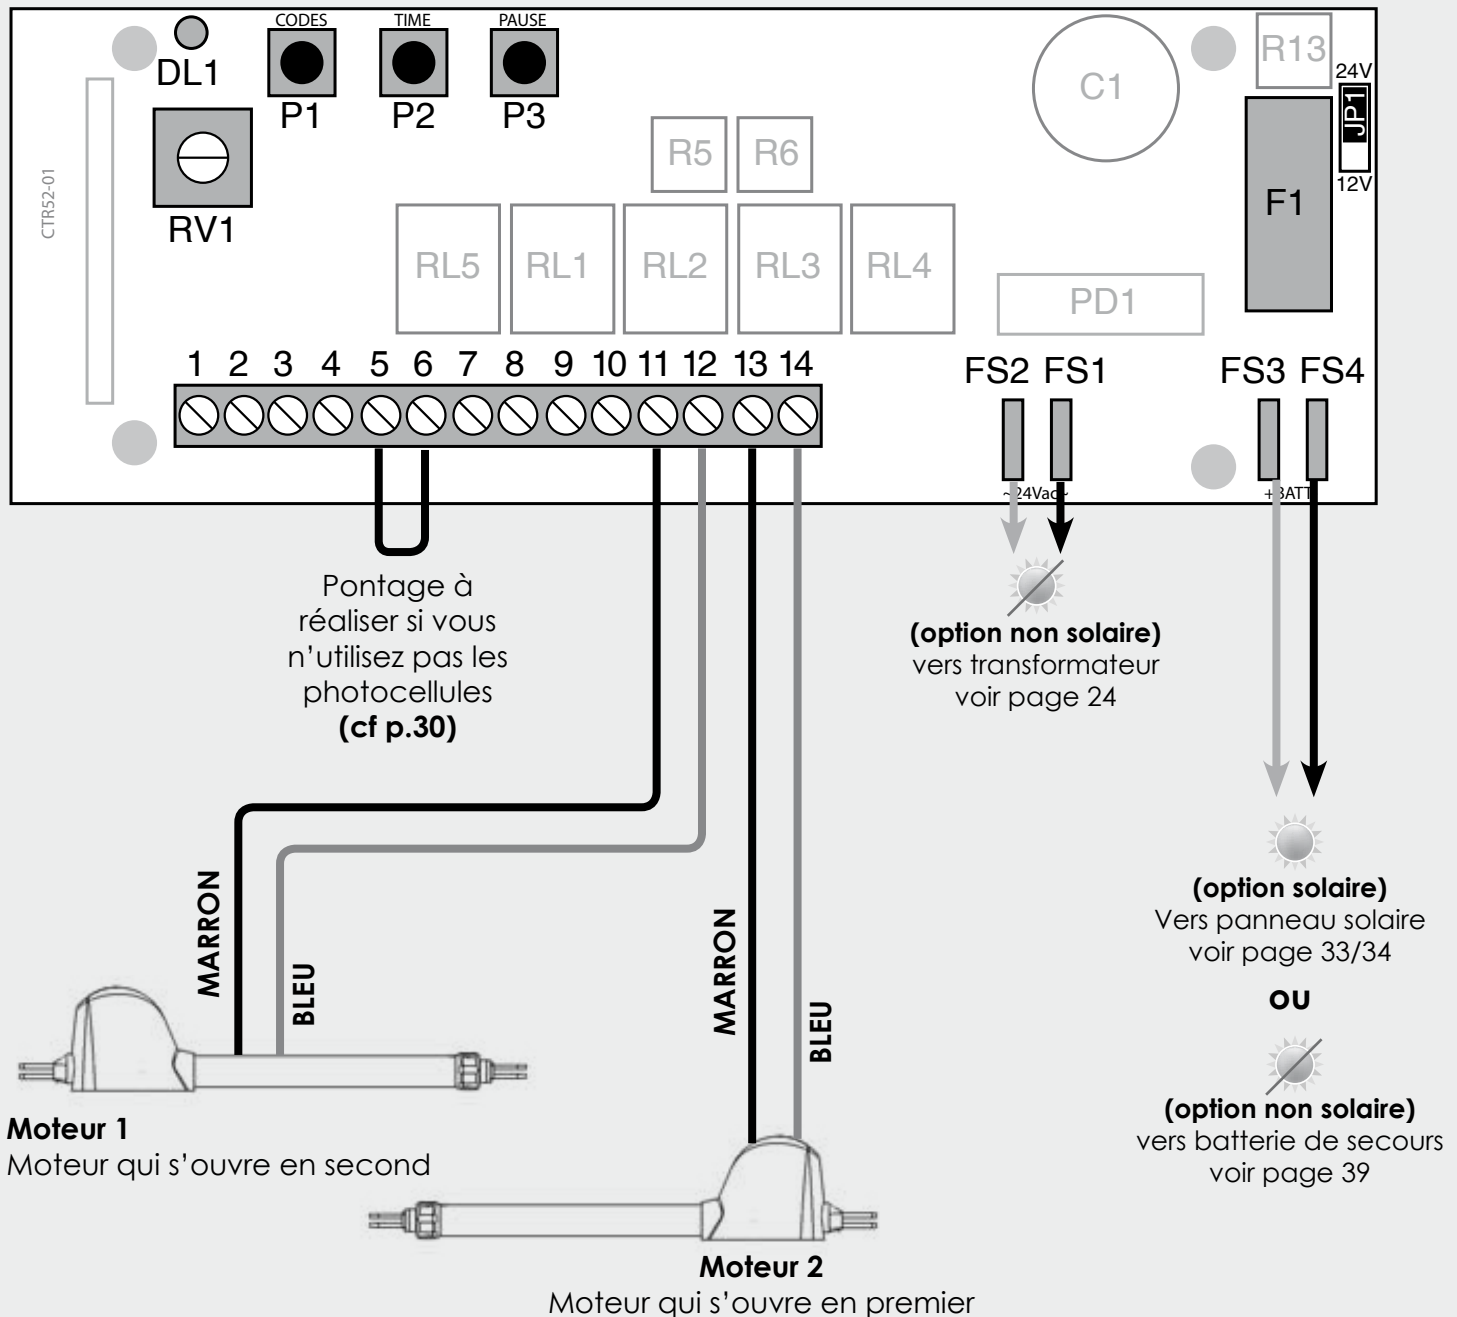 CODES TIME PAUSE
DL1
P1 P2 P3
C1
R13
24V
JP1
12V
F1
CTR52-01
RV1
R5 R6
RL5 RL1 RL2 RL3 RL4
PD1
1 2 3 4 5 6 7 8 9 10 11 12 13 14
FS2 FS1 FS3 FS4
~24Vac~
+BATT
Pontage à
réaliser si vous
n’utilisez pas les
photocellules
(cf p.30)
(option non solaire)
vers transformateur
voir page 24
(option solaire)
Vers panneau solaire
voir page 33/34
ou
(option non solaire)
vers batterie de secours
voir page 39
MARRON
BLEU
MARRON
BLEU
Moteur 1
Moteur qui s’ouvre en second
Moteur 2
Moteur qui s’ouvre en premier